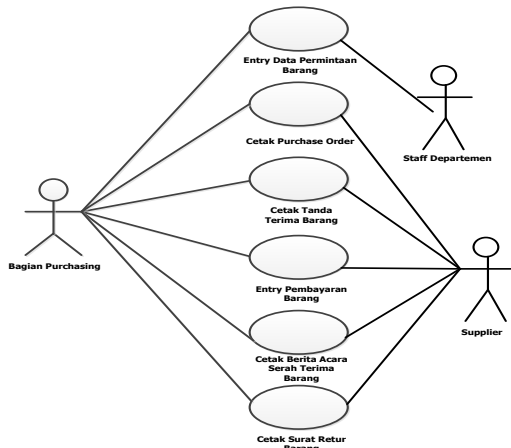 Entry Data Permintaan
Barang
Cetak Purchase Order
Staff Departemen
Cetak Tanda
Terima Barang
Bagian Purchasing
Entry Pembayaran
Barang
Supplier
Cetak Berita Acara
Serah Terima
Barang
Cetak Surat Retur
Barang